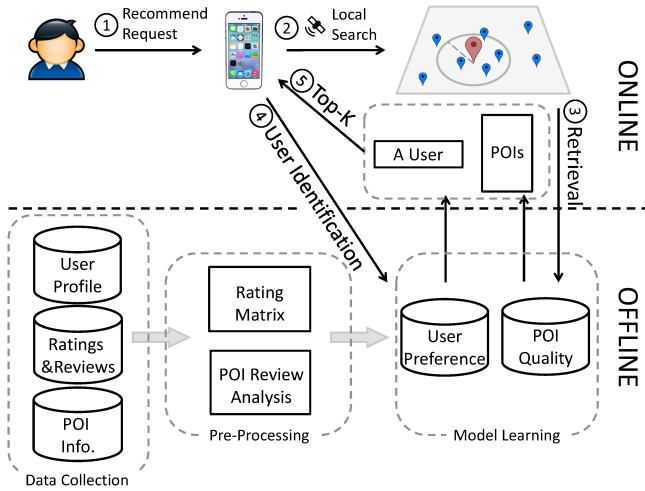 ① Recommend
Request
② Local
Search
ONLINE
③ Retrieval
⑤ Top-K
④ User Identification
A User
POIs
OFFLINE
User
Profile
Ratings
&Reviews
POI
Info.
Data Collection
Rating
Matrix
POI Review
Analysis
Pre-Processing
User
Preference
POI
Quality
Model Learning